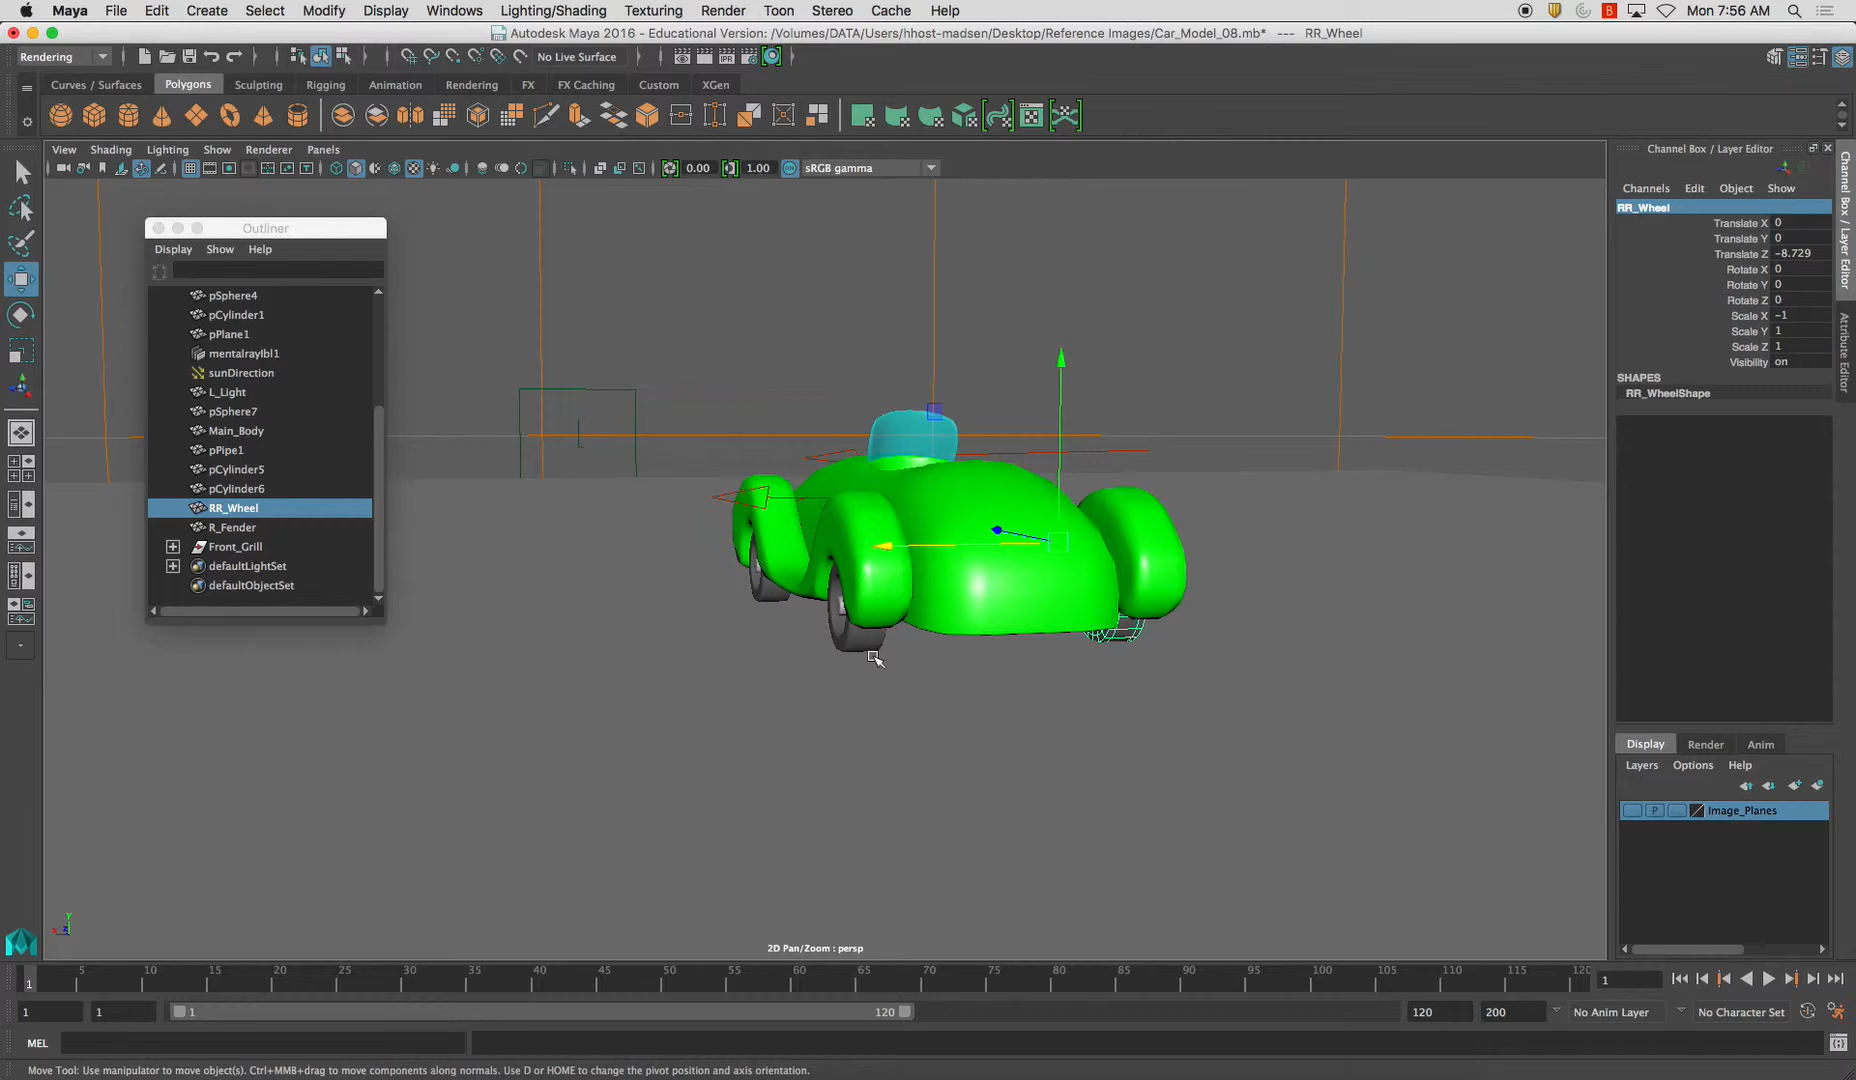 Maya File Edit Create Select Modify Display Windows Lighting/Shading Texturing Render Toon Stereo Cache Help Mon 7:56 AM
Autodesk Maya 2016 - Educational Version: /Volumes/DATA/Users/hhost-madsen/Desktop/Reference Images/Car_Model_08.mb* --- RR_Wheel
Rendering No Live Surface
Curves / Surfaces Polygons Sculpting Rigging Animation Rendering FX FX Caching Custom XGen
View Shading Lighting Show Renderer Panels
0.00 1.00 sRGB gamma
Channel Box / Layer Editor
Channels Edit Object Show
RR_Wheel
Translate X 0
Translate Y 0
Translate Z -8.729
Rotate X 0
Rotate Y 0
Rotate Z 0
Scale X -1
Scale Y 1
Scale Z 1
Visibility on
SHAPES
RR_WheelShape
Channel Box / Layer Editor
Attribute Editor
Outliner
Display Show Help
pSphere4
pCylinder1
pPlane1
mentalrayIbl1
sunDirection
L_Light
pSphere7
Main_Body
pPipe1
pCylinder5
pCylinder6
RR_Wheel
R_Fender
Front_Grill
defaultLightSet
defaultObjectSet
Display Render Anim
Layers Options Help
P Image_Planes
2D Pan/Zoom : persp
5 10 15 20 25 30 35 40 45 50 55 60 65 70 75 80 85 90 95 100 105 110 115 120
1 1
1 1 1 120 120 200 No Anim Layer No Character Set
MEL
Move Tool: Use manipulator to move object(s). Ctrl+MMB+drag to move components along normals. Use D or HOME to change the pivot position and axis orientation.